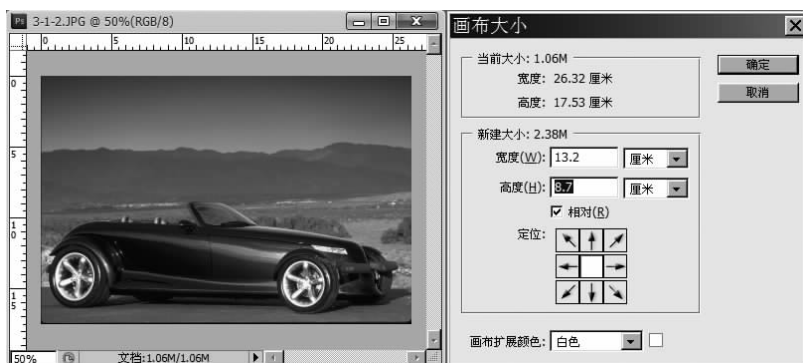 Ps 3-1-2.JPG @ 50%(RGB/8)
0 5 10 15 20 25
0
5
10
15
50%
文档:1.06M/1.06M
画布大小
当前大小: 1.06M
宽度: 26.32 厘米
高度: 17.53 厘米
确定
取消
新建大小: 2.38M
宽度(W): 13.2 厘米
高度(H): 8.7 厘米
相对(R)
定位:
画布扩展颜色: 白色